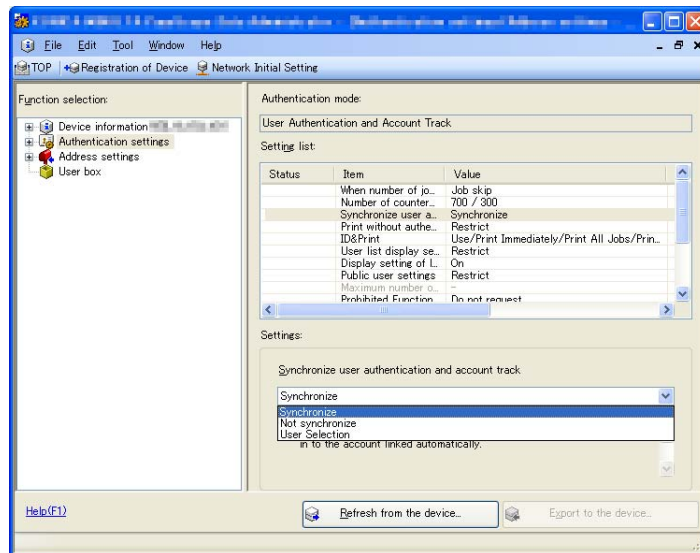 File Edit Tool Window Help
TOP Registration of Device Network Initial Setting
Function selection:
Device information
Authentication settings
Address settings
User box
Authentication mode:
User Authentication and Account Track
Setting list:
Status Item Value
When number of jo... Job skip
Number of counter... 700 / 300
Synchronize user a... Synchronize
Print without authe... Restrict
ID&Print Use/Print Immediately/Print All Jobs/Prin...
User list display se... Restrict
Display setting of I... On
Public user settings Restrict
Maximum number o... -
Prohibited Function Do not request
Settings:
Synchronize user authentication and account track
Synchronize
Synchronize
Not synchronize
User Selection
in to the account linked automatically.
Help(F1)
Refresh from the device...
Export to the device...